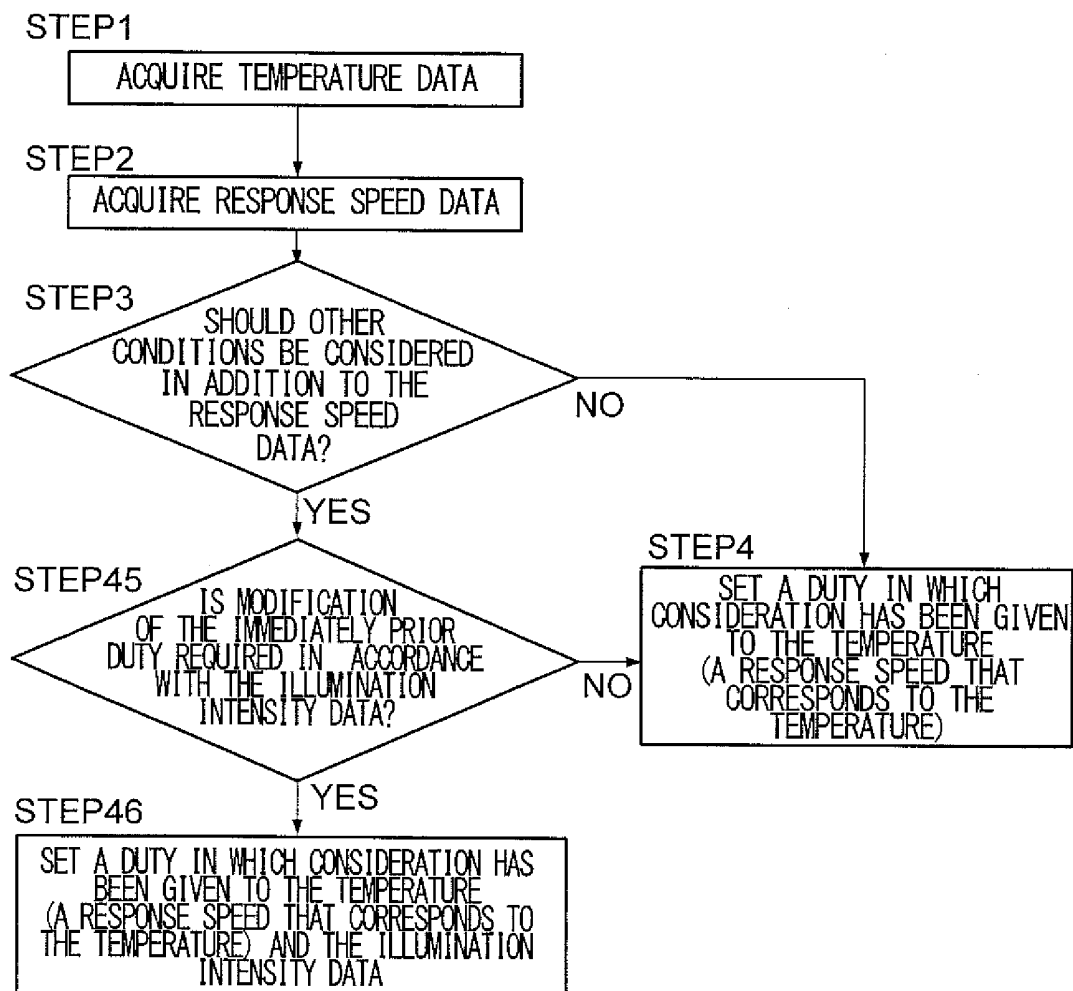 STEP1
ACQUIRE TEMPERATURE DATA
STEP2
ACQUIRE RESPONSE SPEED DATA
STEP3
SHOULD OTHER
CONDITIONS BE CONSIDERED
IN ADDITION TO THE
RESPONSE SPEED
DATA?
NO
YES
STEP45
IS MODIFICATION
OF THE IMMEDIATELY PRIOR
DUTY REQUIRED IN ACCORDANCE
WITH THE ILLUMINATION
INTENSITY DATA?
NO
YES
STEP4
SET A DUTY IN WHICH
CONSIDERATION HAS BEEN GIVEN
TO THE TEMPERATURE
(A RESPONSE SPEED THAT
CORRESPONDS TO THE
TEMPERATURE)
STEP46
SET A DUTY IN WHICH CONSIDERATION HAS
BEEN GIVEN TO THE TEMPERATURE
(A RESPONSE SPEED THAT CORRESPONDS TO
THE TEMPERATURE) AND THE ILLUMINATION
INTENSITY DATA